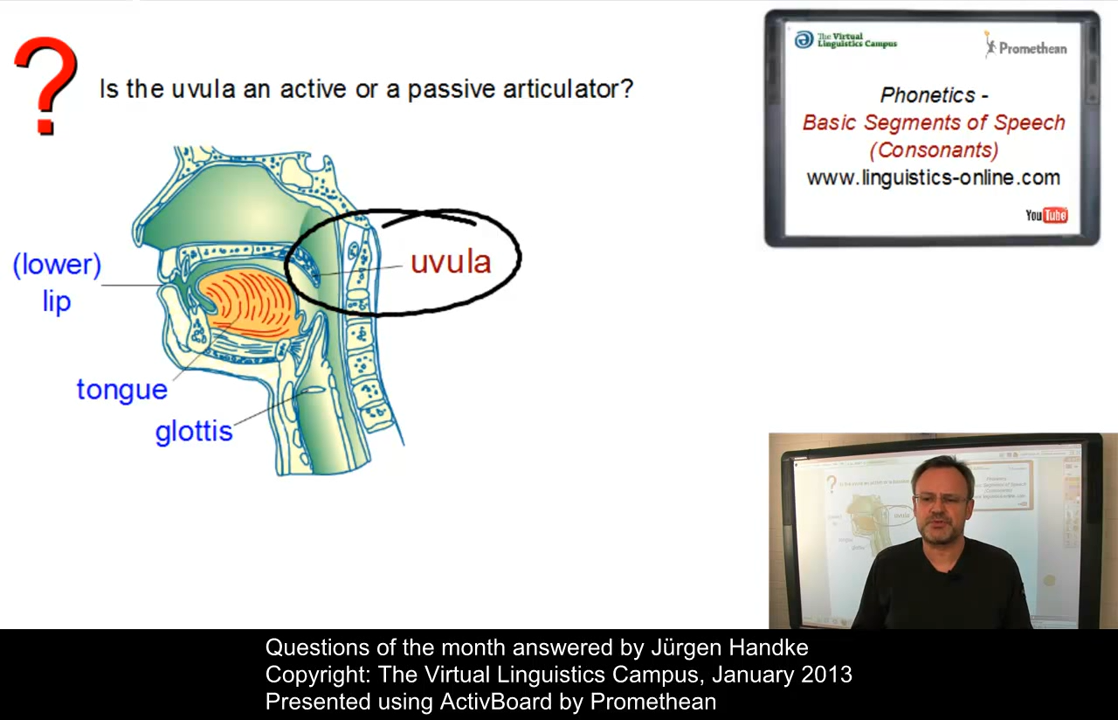 ?
Is the uvula an active or a passive articulator?
The Virtual
Linguistics Campus
Promethean
Phonetics -
Basic Segments of Speech
(Consonants)
www.linguistics-online.com
YouTube
(lower)
lip
uvula
tongue
glottis
Questions of the month answered by Jürgen Handke
Copyright: The Virtual Linguistics Campus, January 2013
Presented using ActivBoard by Promethean